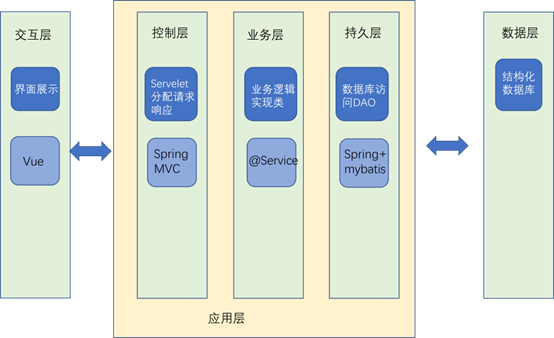 交互层
界面展示
Vue
控制层
Servelet
分配请求
响应
Spring
MVC
业务层
业务逻辑
实现类
@Service
持久层
数据库访
问DAO
Spring+
mybatis
应用层
数据层
结构化
数据库